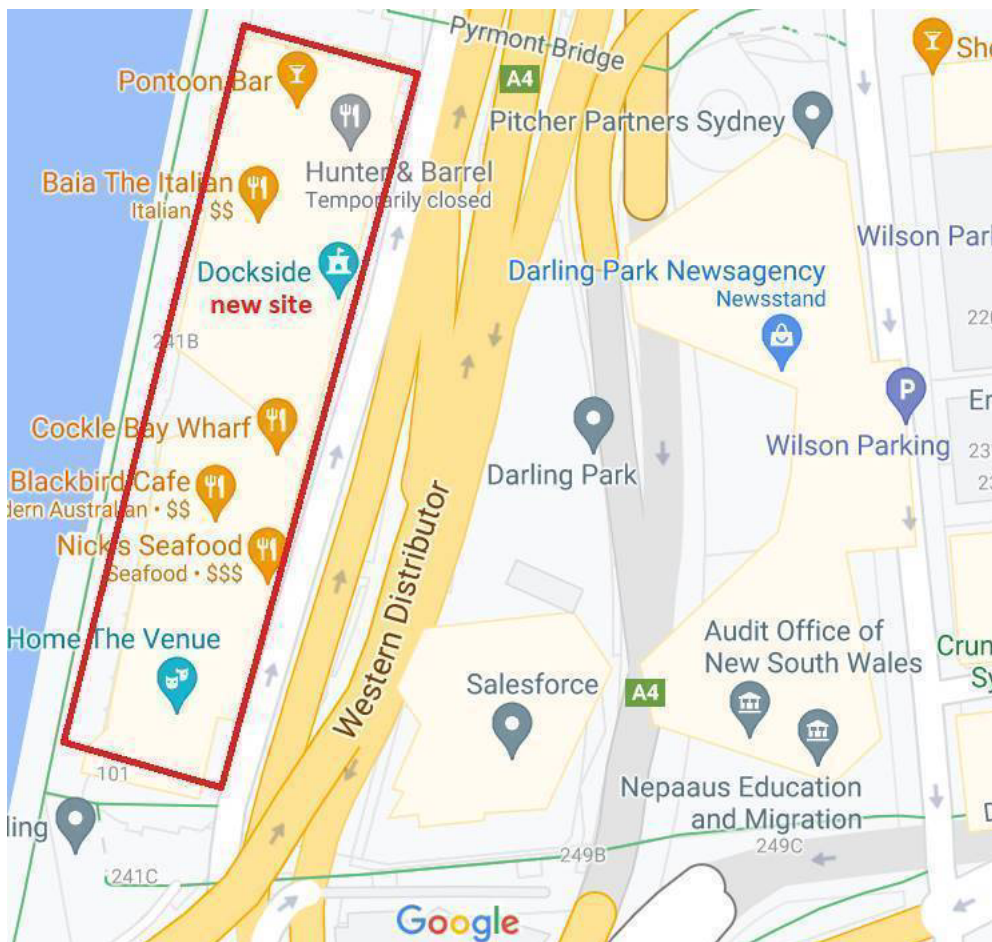 Pyrmont Bridge
A4
Pontoon Bar
Pitcher Partners Sydney
Hunter & Barrel
Temporarily closed
Baia The Italian
Italian • $$
Wilson
Dockside
new site
Darling Park Newsagency
Newsstand
241B
P
Wilson Parking
Cockle Bay Wharf
Darling Park
Blackbird Cafe
Australian • $$
Nick's Seafood
Seafood • $$$
Western Distributor
Home The Venue
Audit Office of
New South Wales
Salesforce
A4
101
Nepaaus Education
and Migration
249B
249C
241C
Google